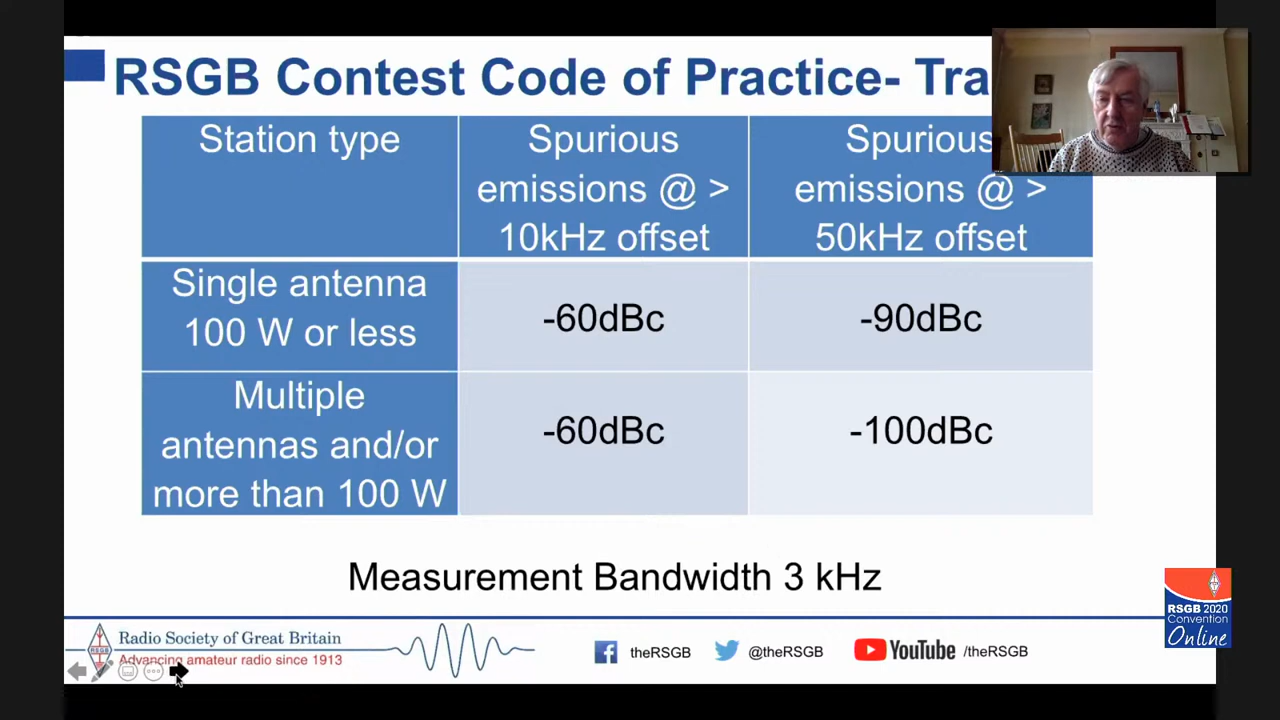 RSGB Contest Code of Practice- Tra
Station type
Spurious
emissions @ >
10kHz offset
Spurious
emissions @ >
50kHz offset
Single antenna
100 W or less
-60dBc
-90dBc
Multiple
antennas and/or
more than 100 W
-60dBc
-100dBc
Measurement Bandwidth 3 kHz
RSGB 2020
Convention
Online
RSGB
Radio Society of Great Britain
Advancing amateur radio since 1913
theRSGB
@theRSGB
YouTube /theRSGB